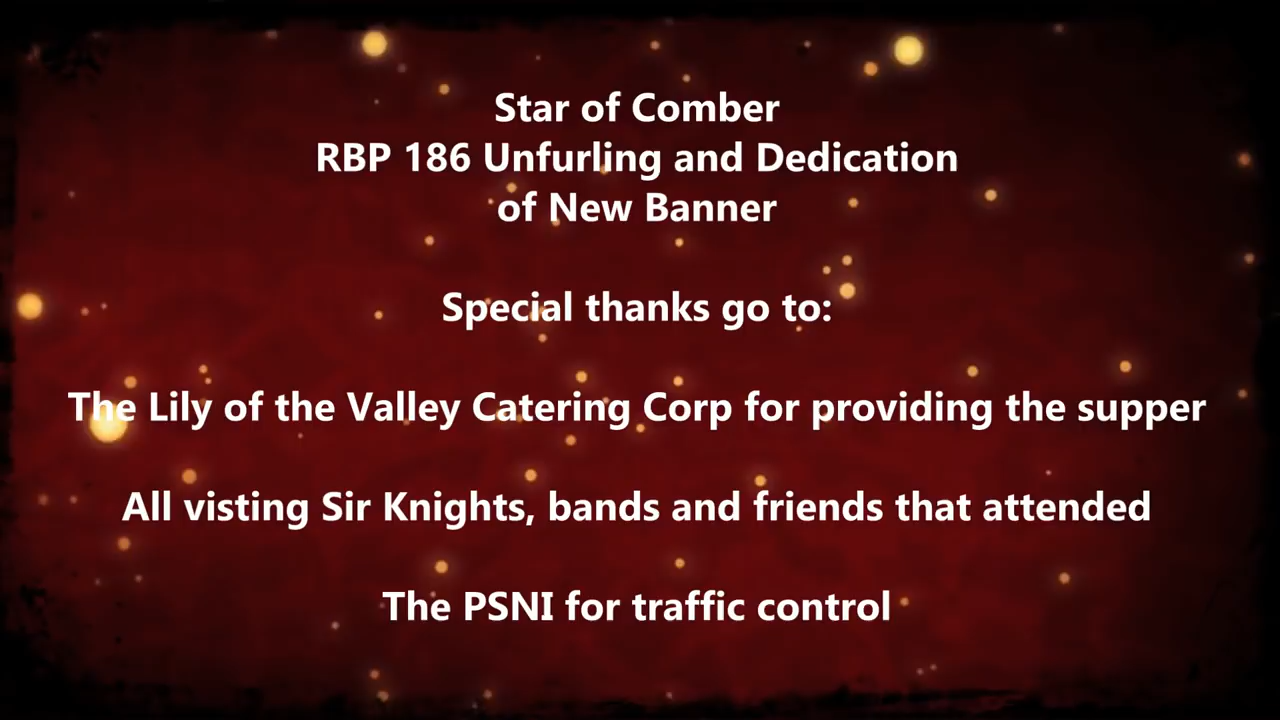 Star of Comber
RBP 186 Unfurling and Dedication
of New Banner
Special thanks go to:
The Lily of the Valley Catering Corp for providing the supper
All visting Sir Knights, bands and friends that attended
The PSNI for traffic control